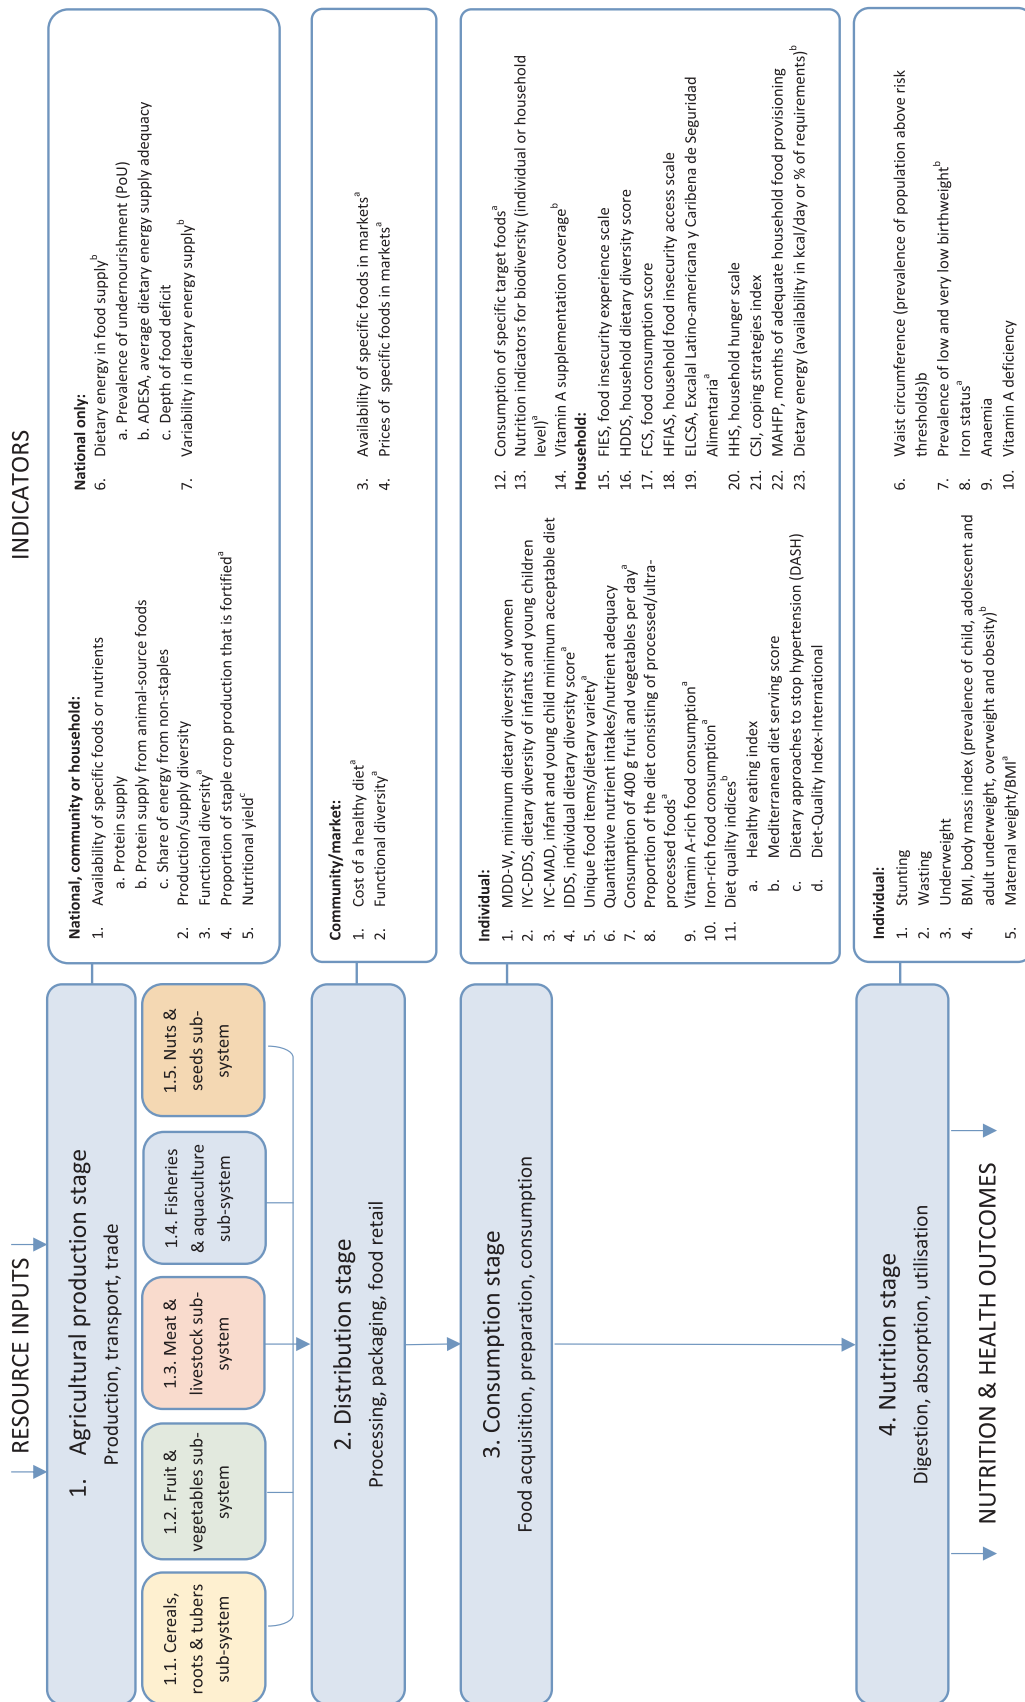 RESOURCE INPUTS
INDICATORS
1. Agricultural production stage
Production, transport, trade
1.1. Cereals,
roots & tubers
sub-system
1.2. Fruit &
vegetables sub-
system
1.3. Meat &
livestock sub-
system
1.4. Fisheries
& aquaculture
sub-system
1.5. Nuts &
seeds sub-
system
National, community or household:
1. Availability of specific foods or nutrients
a. Protein supply
b. Protein supply from animal-source foods
c. Share of energy from non-staples
2. Production/supply diversity
3. Functional diversityᵃ
4. Proportion of staple crop production that is fortifiedᵃ
5. Nutritional yieldᶜ
National only:
6. Dietary energy in food supplyᵇ
a. Prevalence of undernourishment (PoU)
b. ADESA, average dietary energy supply adequacy
c. Depth of food deficit
7. Variability in dietary energy supplyᵇ
2. Distribution stage
Processing, packaging, food retail
Community/market:
1. Cost of a healthy dietᵃ
2. Functional diversityᵃ
3. Availability of specific foods in marketsᵃ
4. Prices of specific foods in marketsᵃ
3. Consumption stage
Food acquisition, preparation, consumption
Individual:
1. MDD-W, minimum dietary diversity of women
2. IYC-DDS, dietary diversity of infants and young children
3. IYC-MAD, infant and young child minimum acceptable diet
4. IDDS, individual dietary diversity scoreᵃ
5. Unique food items/dietary varietyᵃ
6. Quantitative nutrient intakes/nutrient adequacy
7. Consumption of 400 g fruit and vegetables per dayᵃ
8. Proportion of the diet consisting of processed/ultra-
processed foodsᵃ
9. Vitamin A-rich food consumptionᵃ
10. Iron-rich food consumptionᵃ
11. Diet quality indicesᵇ
a. Healthy eating index
b. Mediterranean diet serving score
c. Dietary approaches to stop hypertension (DASH)
d. Diet-Quality Index-International
12. Consumption of specific target foodsᵃ
13. Nutrition indicators for biodiversity (individual or household
level)ᵃ
14. Vitamin A supplementation coverageᵇ
Household:
15. FIES, food insecurity experience scale
16. HDDS, household dietary diversity score
17. FCS, food consumption score
18. HFIAS, household food insecurity access scale
19. ELCSA, Excalal Latino-americana y Caribena de Seguridad
Alimentariaᵃ
20. HHS, household hunger scale
21. CSI, coping strategies index
22. MAHFP, months of adequate household food provisioning
23. Dietary energy (availability in kcal/day or % of requirements)ᵇ
4. Nutrition stage
Digestion, absorption, utilisation
Individual:
1. Stunting
2. Wasting
3. Underweight
4. BMI, body mass index (prevalence of child, adolescent and
adult underweight, overweight and obesity)ᵇ
5. Maternal weight/BMIᵃ
6. Waist circumference (prevalence of population above risk
thresholds)b
7. Prevalence of low and very low birthweightᵇ
8. Iron statusᵃ
9. Anaemia
10. Vitamin A deficiency
NUTRITION & HEALTH OUTCOMES